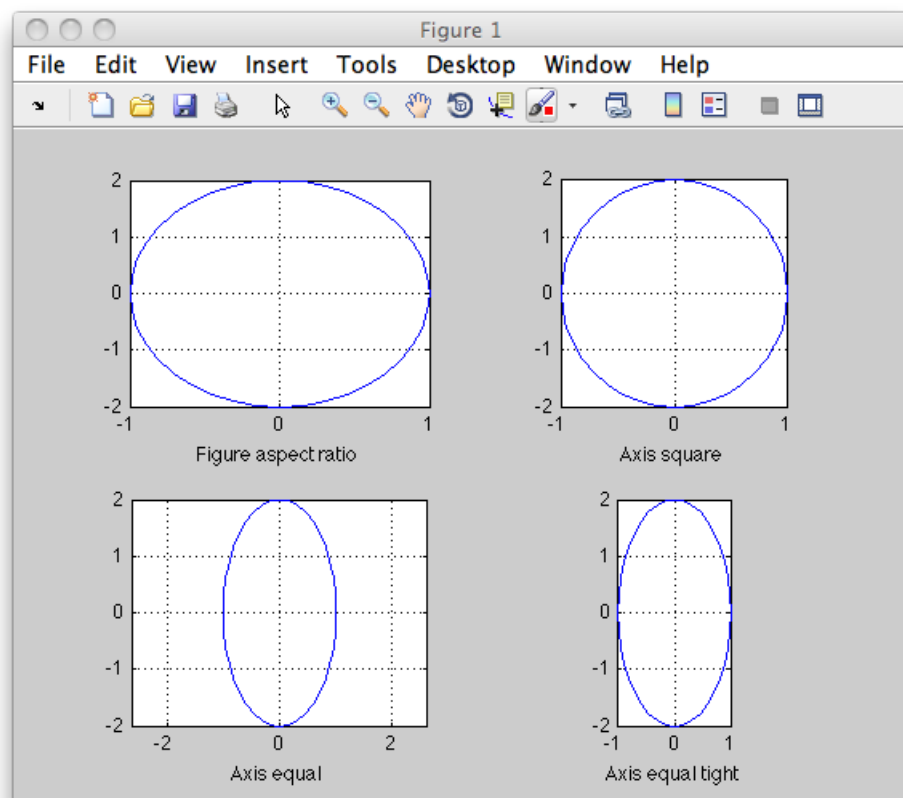 Figure 1
File Edit View Insert Tools Desktop Window Help
2
1
0
-1
-2
-1 0 1
Figure aspect ratio
2
1
0
-1
-2
-1 0 1
Axis square
2
1
0
-1
-2
-2 0 2
Axis equal
2
1
0
-1
-2
-1 0 1
Axis equal tight